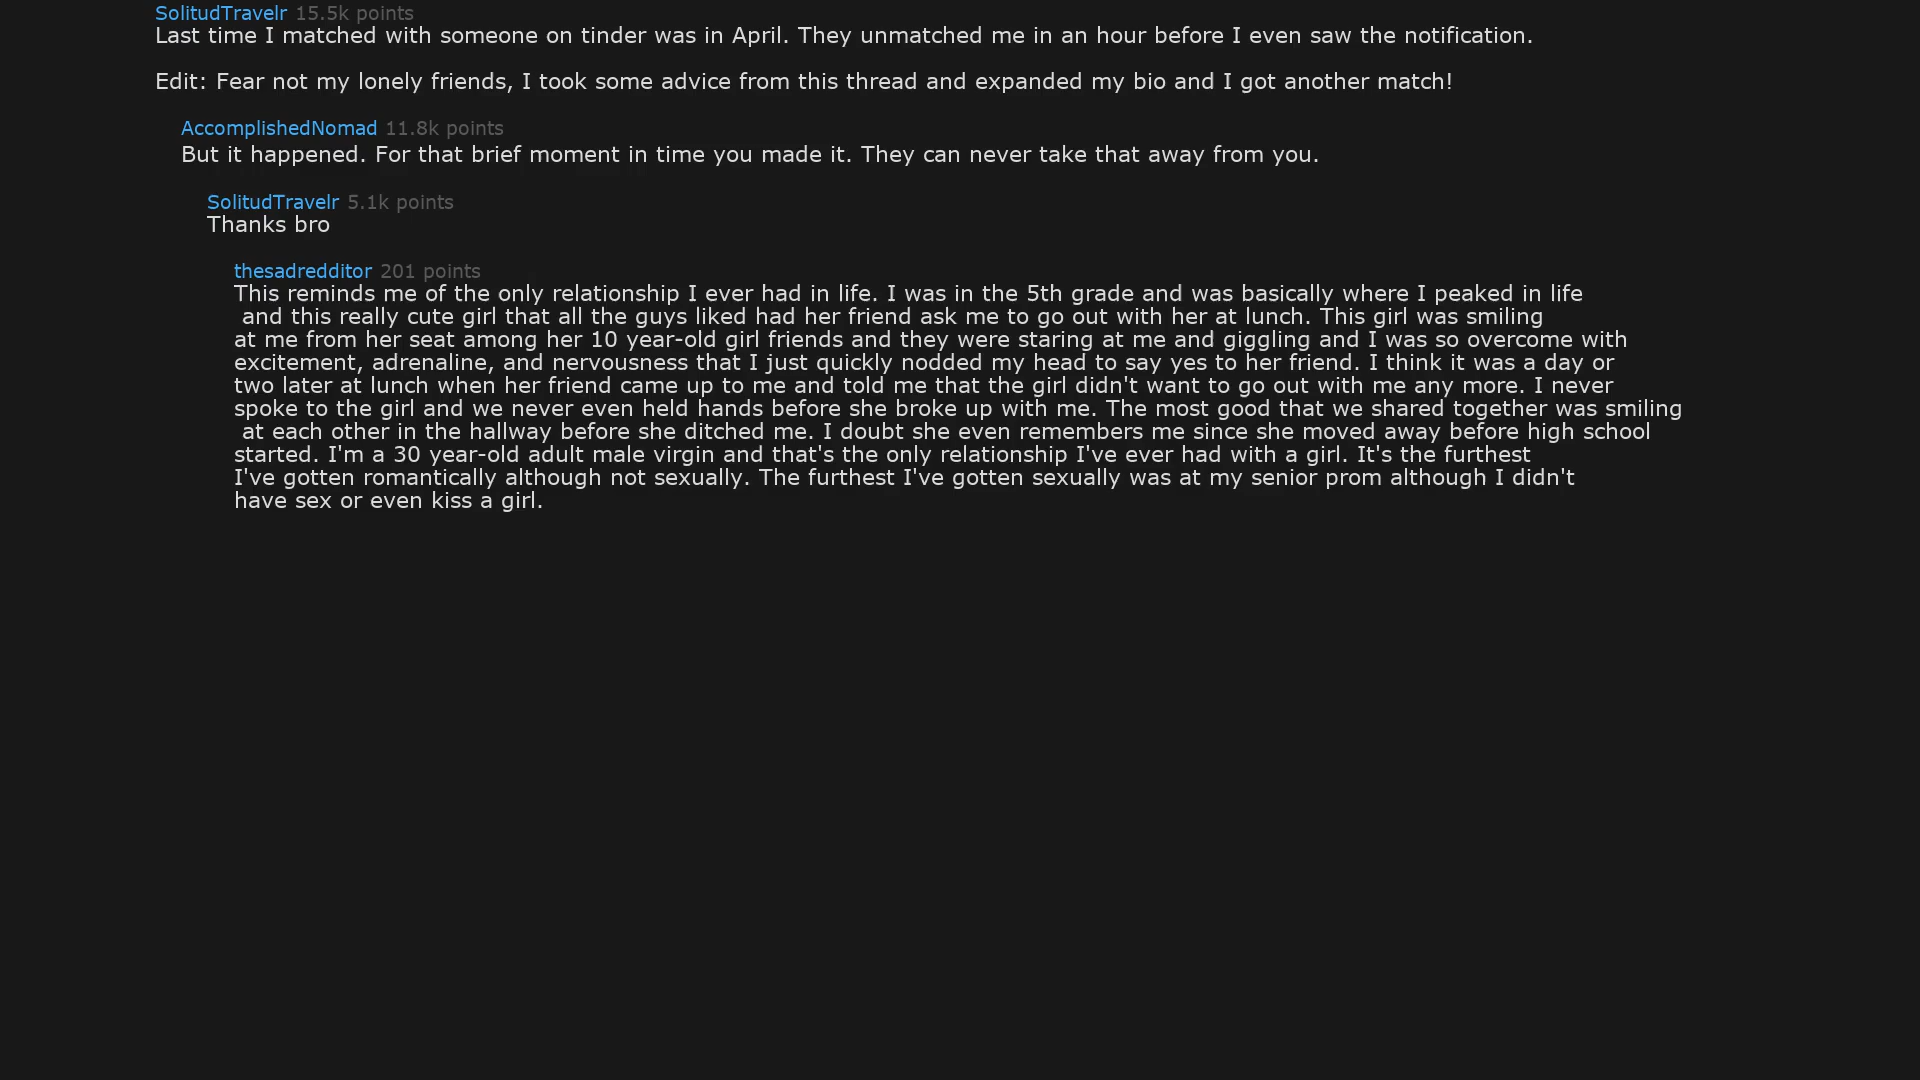 SolitudTravelr 15.5k points
Last time I matched with someone on tinder was in April. They unmatched me in an hour before I even saw the notification.
Edit: Fear not my lonely friends, I took some advice from this thread and expanded my bio and I got another match!
AccomplishedNomad 11.8k points
But it happened. For that brief moment in time you made it. They can never take that away from you.
SolitudTravelr 5.1k points
Thanks bro
thesadredditor 201 points
This reminds me of the only relationship I ever had in life. I was in the 5th grade and was basically where I peaked in life
and this really cute girl that all the guys liked had her friend ask me to go out with her at lunch. This girl was smiling
at me from her seat among her 10 year-old girl friends and they were staring at me and giggling and I was so overcome with
excitement, adrenaline, and nervousness that I just quickly nodded my head to say yes to her friend. I think it was a day or
two later at lunch when her friend came up to me and told me that the girl didn't want to go out with me any more. I never
spoke to the girl and we never even held hands before she broke up with me. The most good that we shared together was smiling
at each other in the hallway before she ditched me. I doubt she even remembers me since she moved away before high school
started. I'm a 30 year-old adult male virgin and that's the only relationship I've ever had with a girl. It's the furthest
I've gotten romantically although not sexually. The furthest I've gotten sexually was at my senior prom although I didn't
have sex or even kiss a girl.